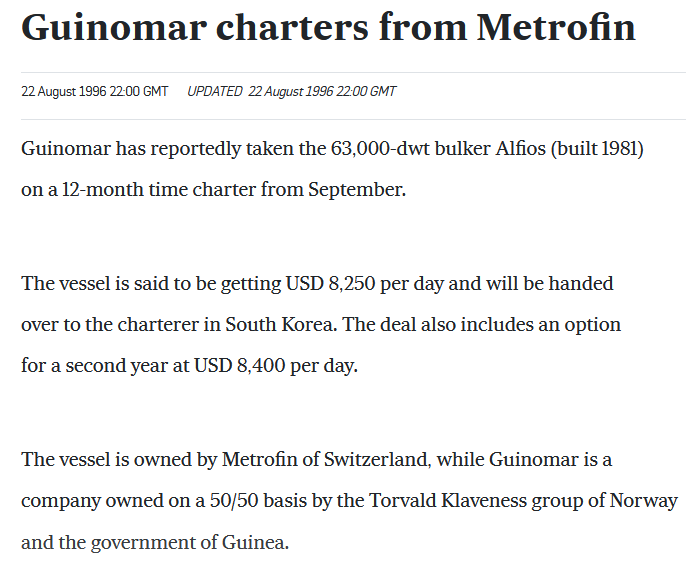 Guinomar charters from Metrofin
22 August 1996 22:00 GMT UPDATED 22 August 1996 22:00 GMT
Guinomar has reportedly taken the 63,000-dwt bulker Alfios (built 1981)
on a 12-month time charter from September.
The vessel is said to be getting USD 8,250 per day and will be handed
over to the charterer in South Korea. The deal also includes an option
for a second year at USD 8,400 per day.
The vessel is owned by Metrofin of Switzerland, while Guinomar is a
company owned on a 50/50 basis by the Torvald Klaveness group of Norway
and the government of Guinea.